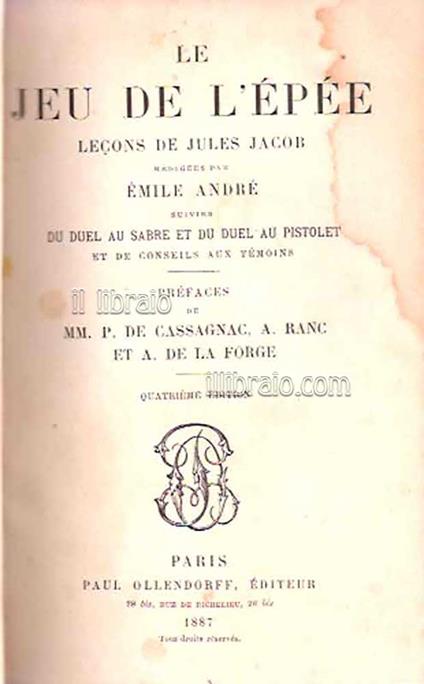 LE
JEU DE L'ÉPÉE
LEÇONS DE JULES JACOB
RÉDIGÉES PAR
ÉMILE ANDRÉ
SUIVIES
DU DUEL AU SABRE ET DU DUEL AU PISTOLET
ET DE CONSEILS AUX TÉMOINS
il libraio
PRÉFACES
DE
MM. P. DE CASSAGNAC, A. RANC
ET A. DE LA FORGE
illibraio.com
QUATRIÈME ÉDITION
PARIS
PAUL OLLENDORFF, ÉDITEUR
28 bis, RUE DE RICHELIEU, 28 bis
1887
Tous droits réservés.